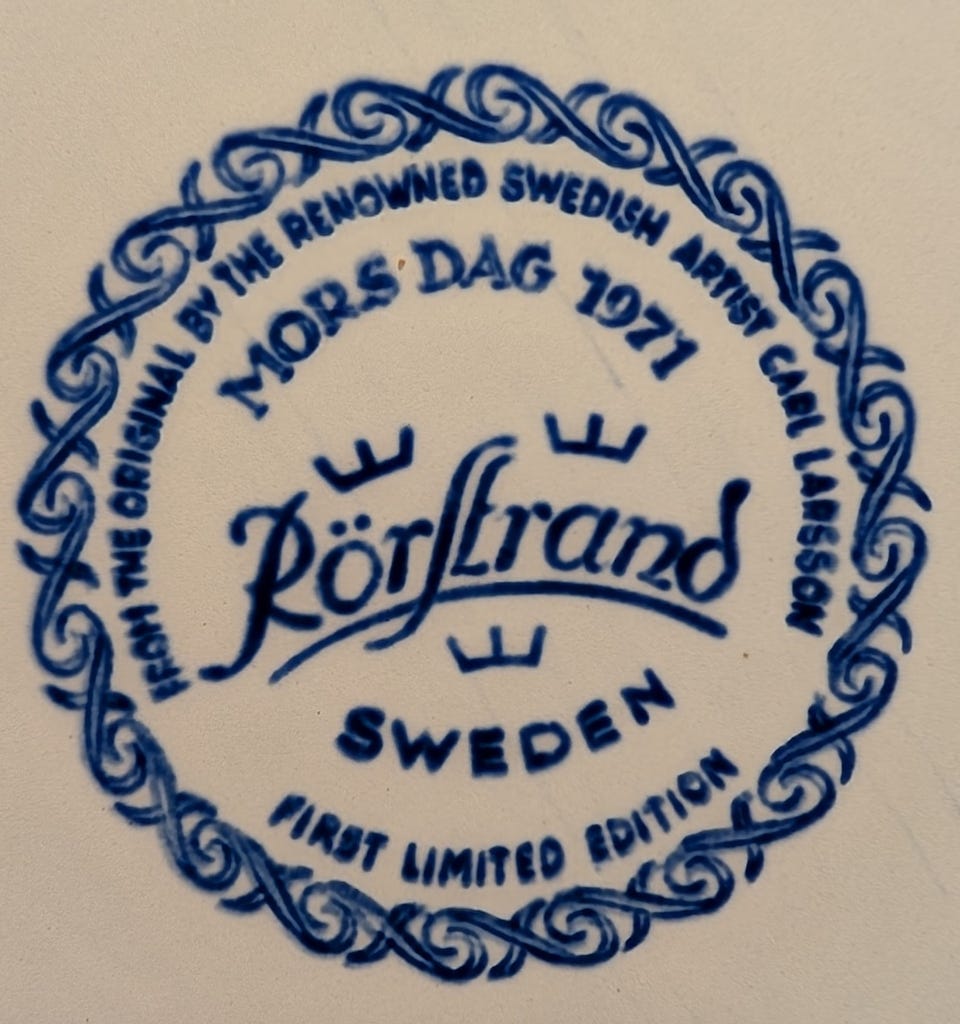 FROM THE ORIGINAL BY THE RENOWNED SWEDISH ARTIST CARL LARSSON
MORS DAG 1971
Rörstrand
SWEDEN
FIRST LIMITED EDITION